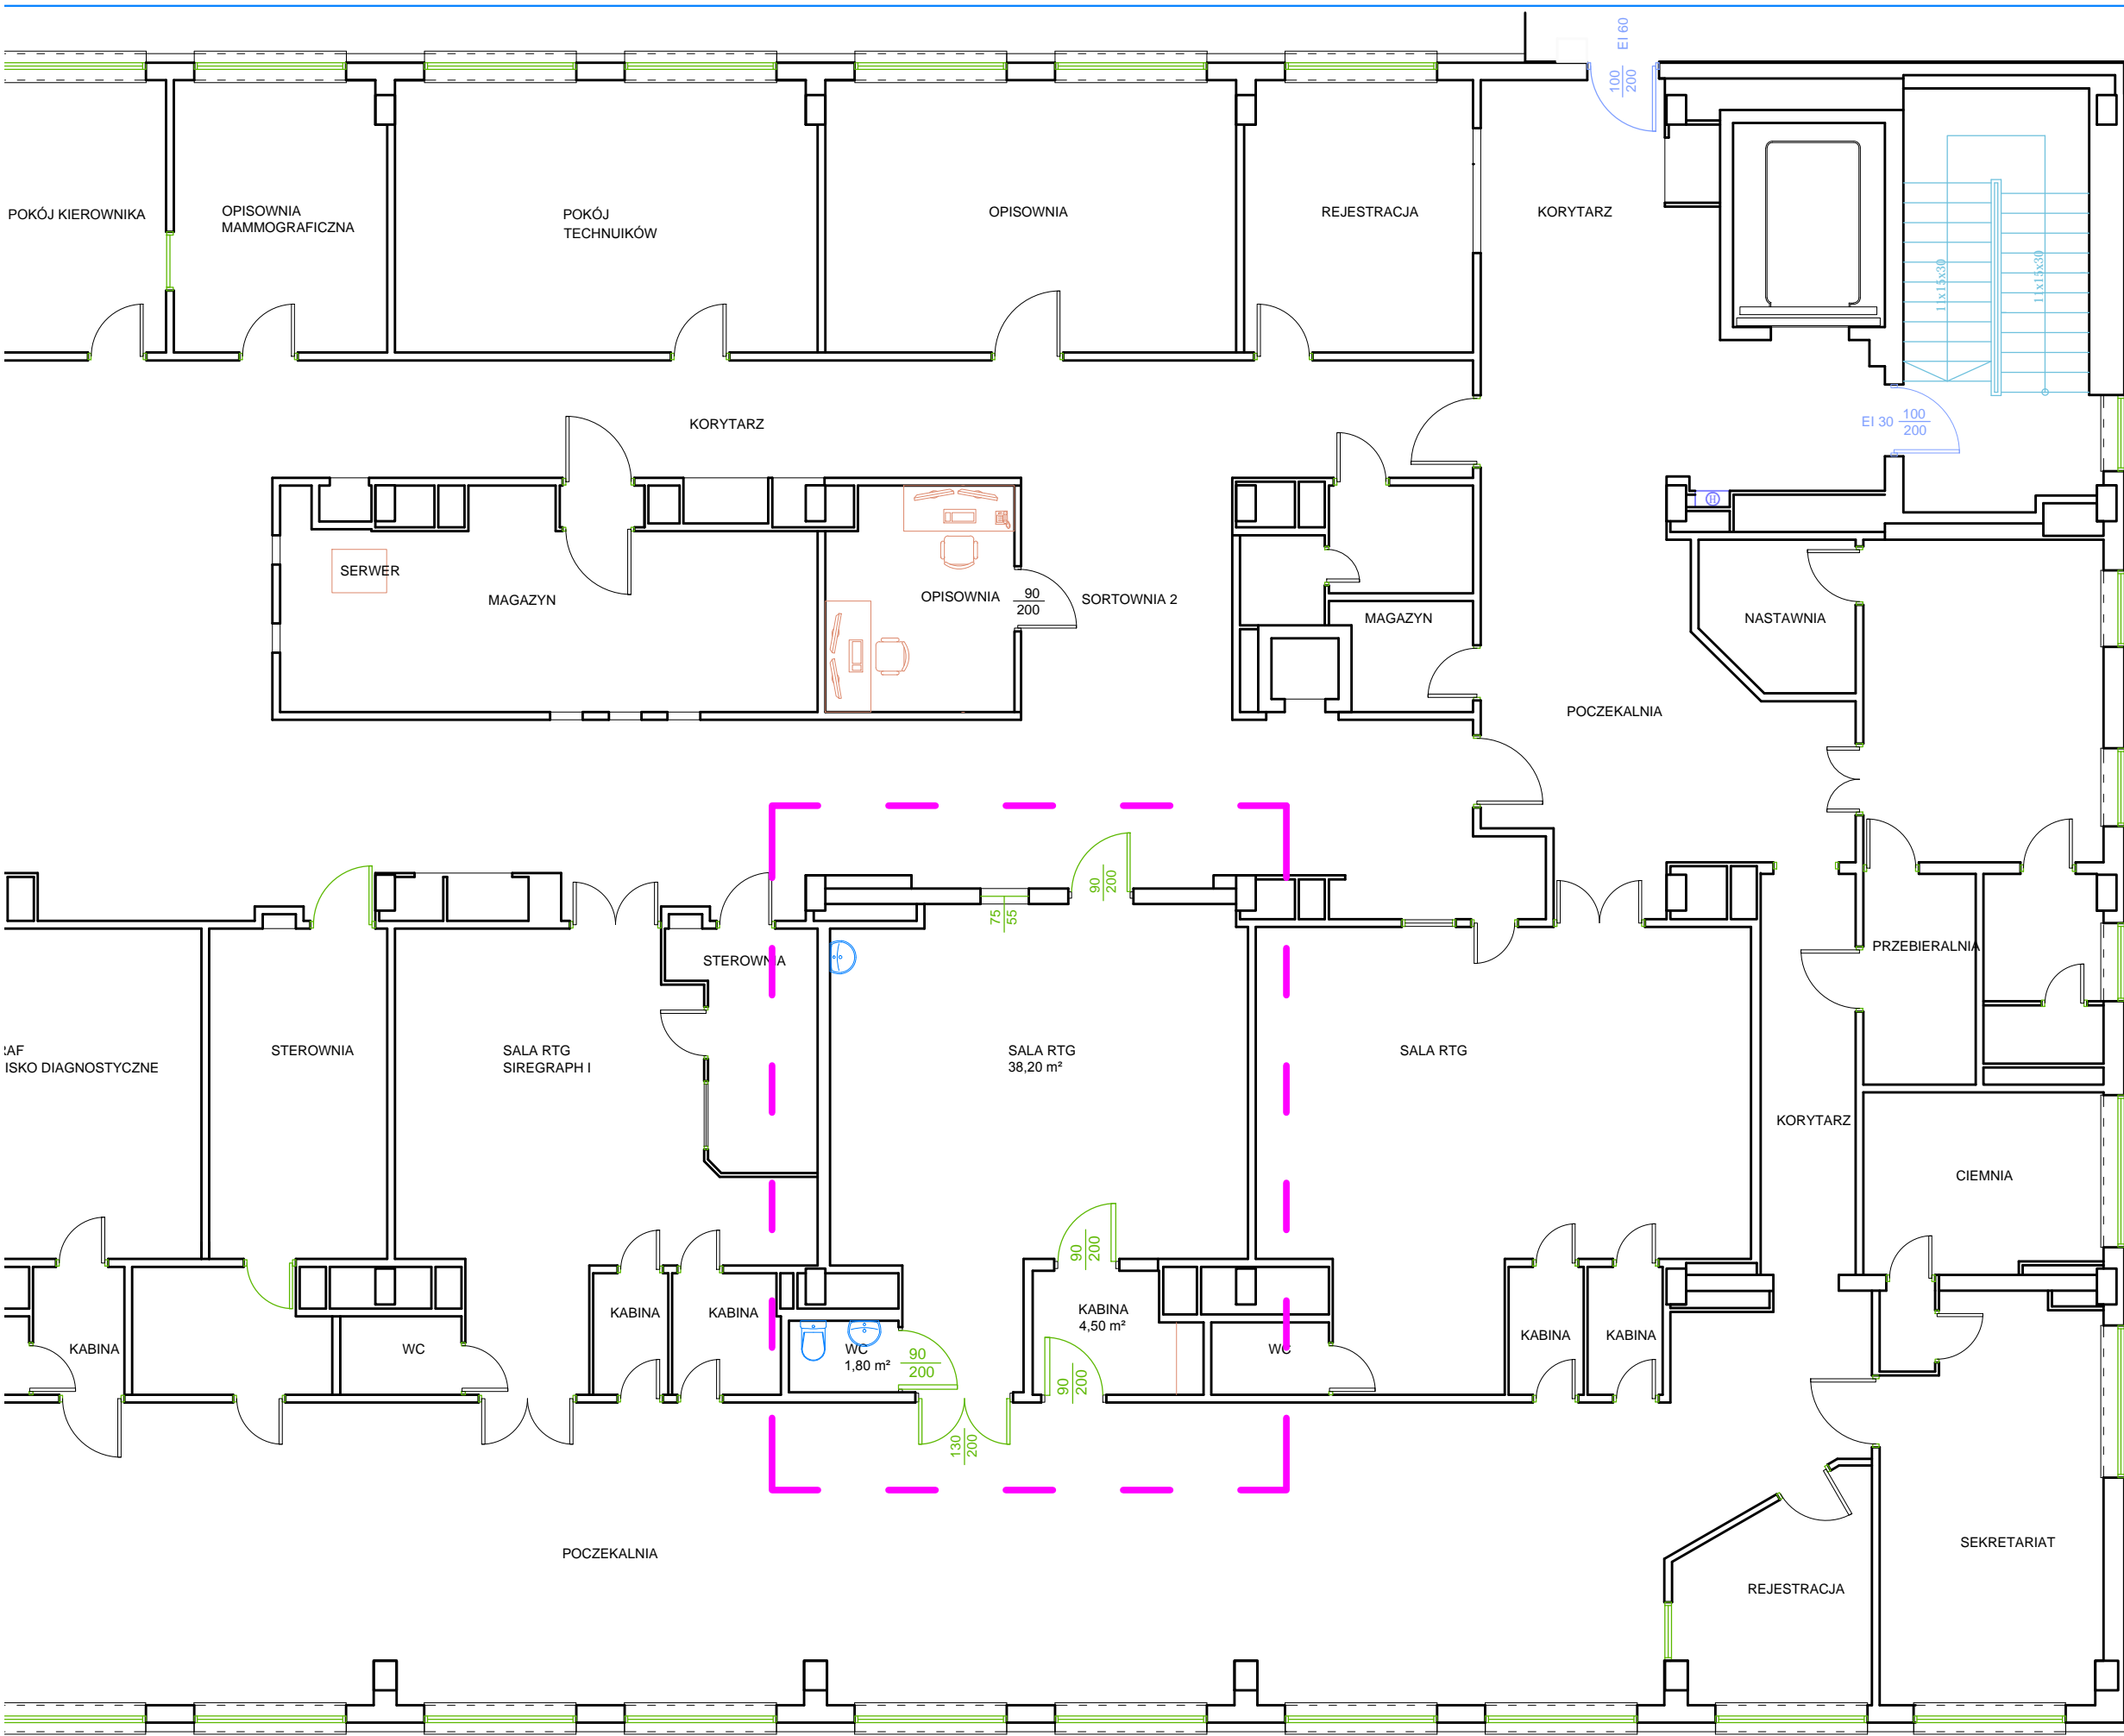 EI 60
100
200
POKÓJ KIEROWNIKA
OPISOWNIA
MAMMOGRAFICZNA
POKÓJ
TECHNUIKÓW
OPISOWNIA
REJESTRACJA
KORYTARZ
11x15x30
11x15x30
KORYTARZ
EI 30
100
200
H
SERWER
MAGAZYN
OPISOWNIA
90
200
SORTOWNIA 2
MAGAZYN
NASTAWNIA
POCZEKALNIA
90
200
75
55
STEROWNIA
PRZEBIERALNIA
RAF
ISKO DIAGNOSTYCZNE
STEROWNIA
SALA RTG
SIREGRAPH I
SALA RTG
38,20 m²
SALA RTG
KORYTARZ
CIEMNIA
90
200
KABINA
WC
KABINA
KABINA
WC
1,80 m²
90
200
KABINA
4,50 m²
90
200
WC
KABINA
KABINA
130
200
POCZEKALNIA
REJESTRACJA
SEKRETARIAT